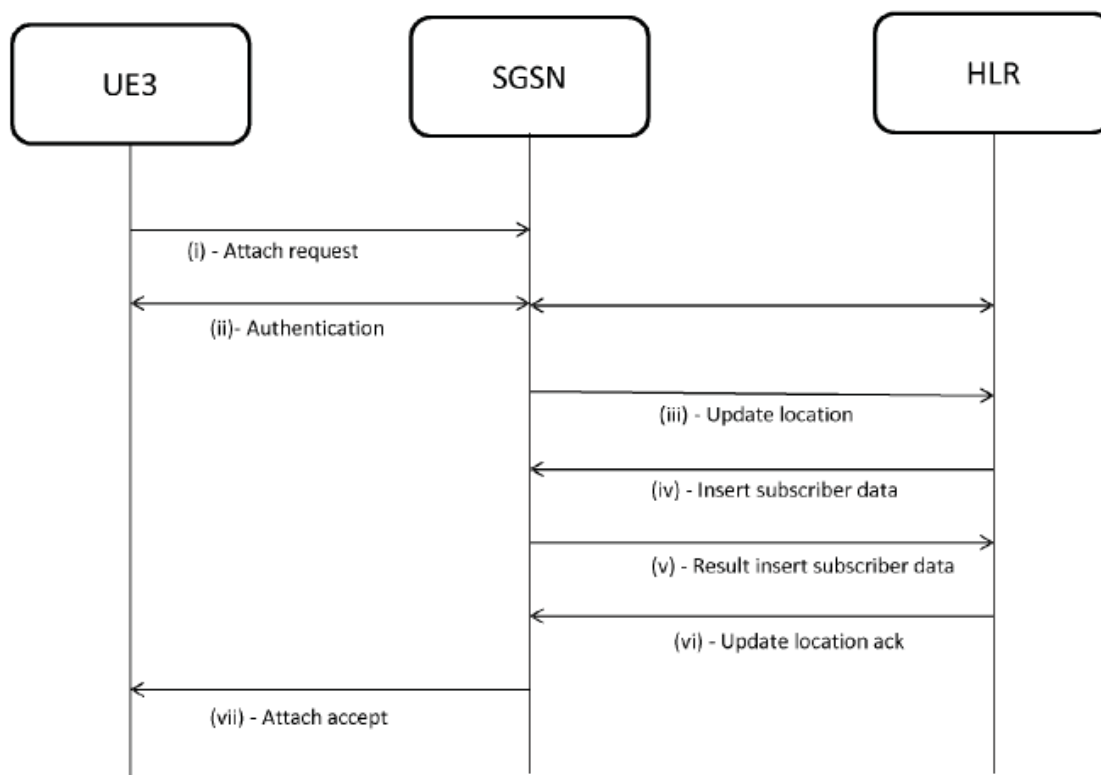 UE3
SGSN
HLR
(i) - Attach request
(ii)- Authentication
(iii) - Update location
(iv) - Insert subscriber data
(v) - Result insert subscriber data
(vi) - Update location ack
(vii) - Attach accept